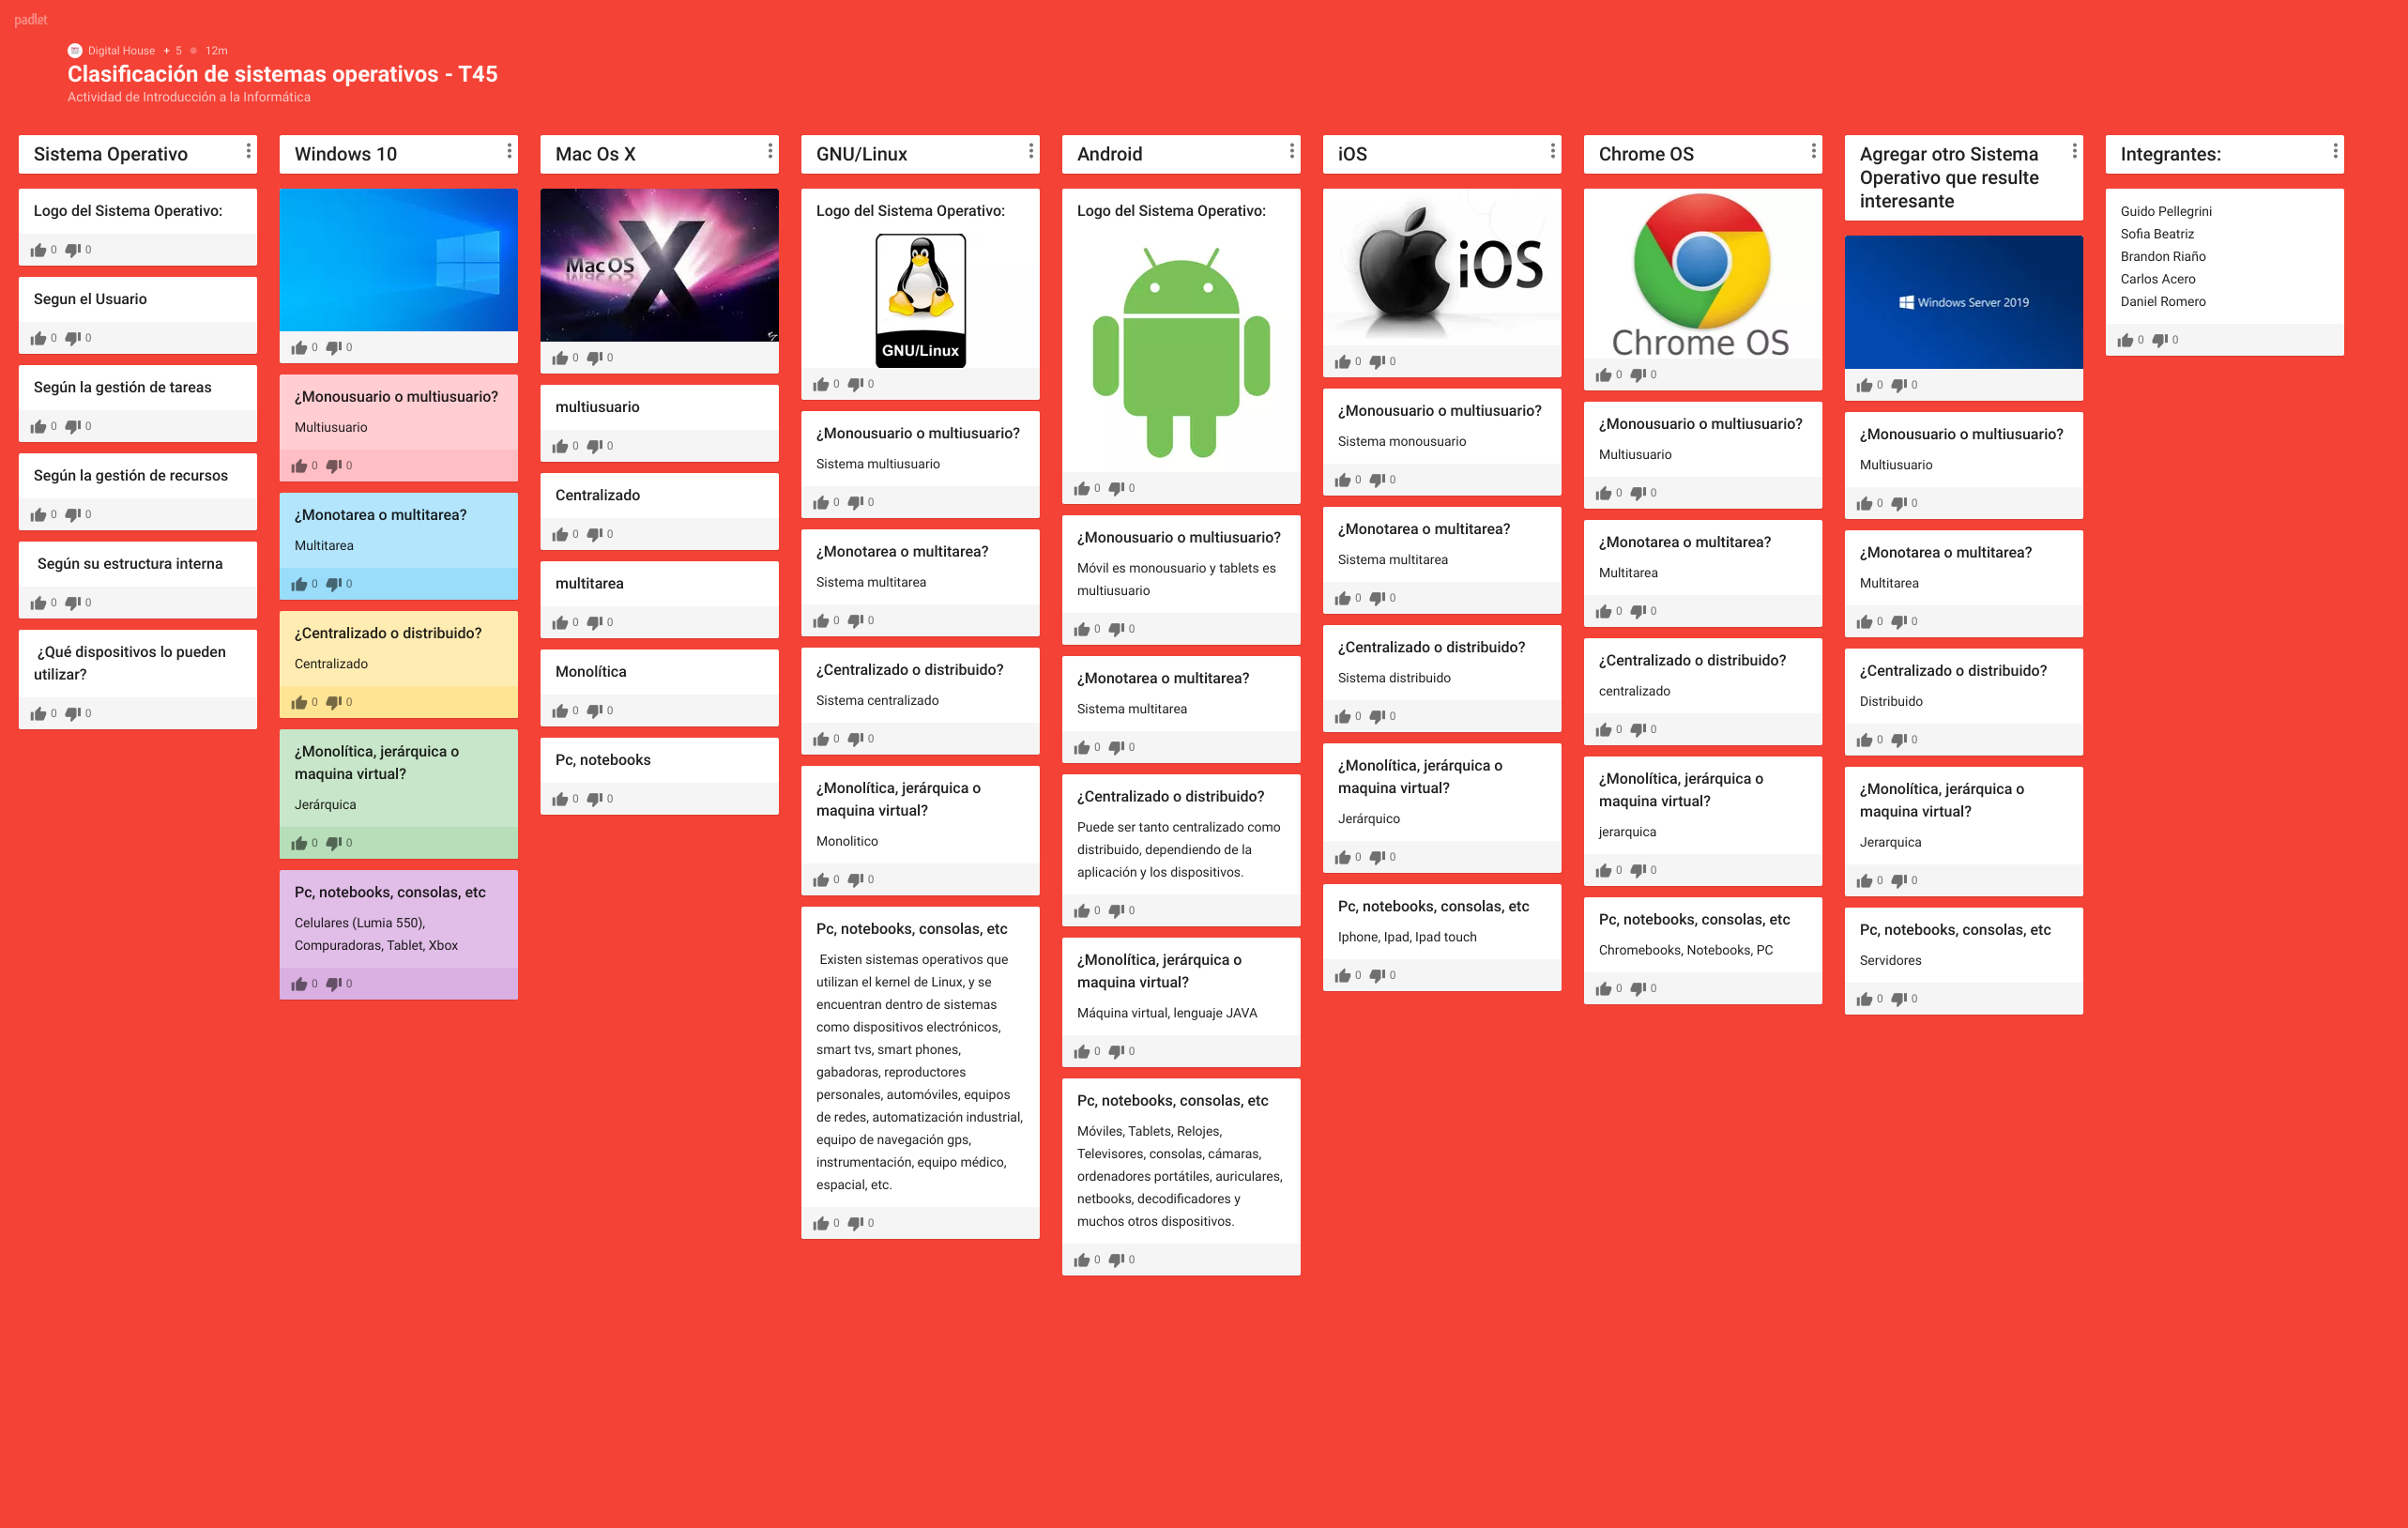 padlet
Digital House + 5 12m
Clasificación de sistemas operativos - T45
Actividad de Introducción a la Informática
Sistema Operativo
Logo del Sistema Operativo:
0 0
Segun el Usuario
0 0
Según la gestión de tareas
0 0
Según la gestión de recursos
0 0
Según su estructura interna
0 0
¿Qué dispositivos lo pueden
utilizar?
0 0
Windows 10
0 0
¿Monousuario o multiusuario?
Multiusuario
0 0
¿Monotarea o multitarea?
Multitarea
0 0
¿Centralizado o distribuido?
Centralizado
0 0
¿Monolítica, jerárquica o
maquina virtual?
Jerárquica
0 0
Pc, notebooks, consolas, etc
Celulares (Lumia 550),
Compuradoras, Tablet, Xbox
0 0
Mac Os X
Mac OS X
0 0
multiusuario
0 0
Centralizado
0 0
multitarea
0 0
Monolítica
0 0
Pc, notebooks
0 0
GNU/Linux
Logo del Sistema Operativo:
GNU/Linux
0 0
¿Monousuario o multiusuario?
Sistema multiusuario
0 0
¿Monotarea o multitarea?
Sistema multitarea
0 0
¿Centralizado o distribuido?
Sistema centralizado
0 0
¿Monolítica, jerárquica o
maquina virtual?
Monolitico
0 0
Pc, notebooks, consolas, etc
Existen sistemas operativos que
utilizan el kernel de Linux, y se
encuentran dentro de sistemas
como dispositivos electrónicos,
smart tvs, smart phones,
gabadoras, reproductores
personales, automóviles, equipos
de redes, automatización industrial,
equipo de navegación gps,
instrumentación, equipo médico,
espacial, etc.
0 0
Android
Logo del Sistema Operativo:
0 0
¿Monousuario o multiusuario?
Móvil es monousuario y tablets es
multiusuario
0 0
¿Monotarea o multitarea?
Sistema multitarea
0 0
¿Centralizado o distribuido?
Puede ser tanto centralizado como
distribuido, dependiendo de la
aplicación y los dispositivos.
0 0
¿Monolítica, jerárquica o
maquina virtual?
Máquina virtual, lenguaje JAVA
0 0
Pc, notebooks, consolas, etc
Móviles, Tablets, Relojes,
Televisores, consolas, cámaras,
ordenadores portátiles, auriculares,
netbooks, decodificadores y
muchos otros dispositivos.
0 0
iOS
iOS
0 0
¿Monousuario o multiusuario?
Sistema monousuario
0 0
¿Monotarea o multitarea?
Sistema multitarea
0 0
¿Centralizado o distribuido?
Sistema distribuido
0 0
¿Monolítica, jerárquica o
maquina virtual?
Jerárquico
0 0
Pc, notebooks, consolas, etc
Iphone, Ipad, Ipad touch
0 0
Chrome OS
Chrome OS
0 0
¿Monousuario o multiusuario?
Multiusuario
0 0
¿Monotarea o multitarea?
Multitarea
0 0
¿Centralizado o distribuido?
centralizado
0 0
¿Monolítica, jerárquica o
maquina virtual?
jerarquica
0 0
Pc, notebooks, consolas, etc
Chromebooks, Notebooks, PC
0 0
Agregar otro Sistema
Operativo que resulte
interesante
Windows Server 2019
0 0
¿Monousuario o multiusuario?
Multiusuario
0 0
¿Monotarea o multitarea?
Multitarea
0 0
¿Centralizado o distribuido?
Distribuido
0 0
¿Monolítica, jerárquica o
maquina virtual?
Jerarquica
0 0
Pc, notebooks, consolas, etc
Servidores
0 0
Integrantes:
Guido Pellegrini
Sofia Beatriz
Brandon Riaño
Carlos Acero
Daniel Romero
0 0